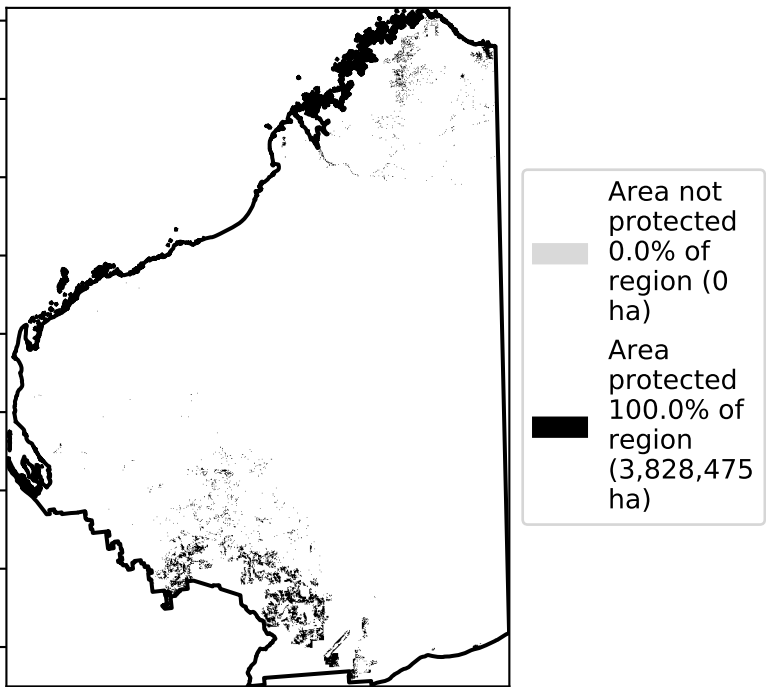 Area not
protected
0.0% of
region (0
ha)
Area
protected
100.0% of
region
(3,828,475
ha)